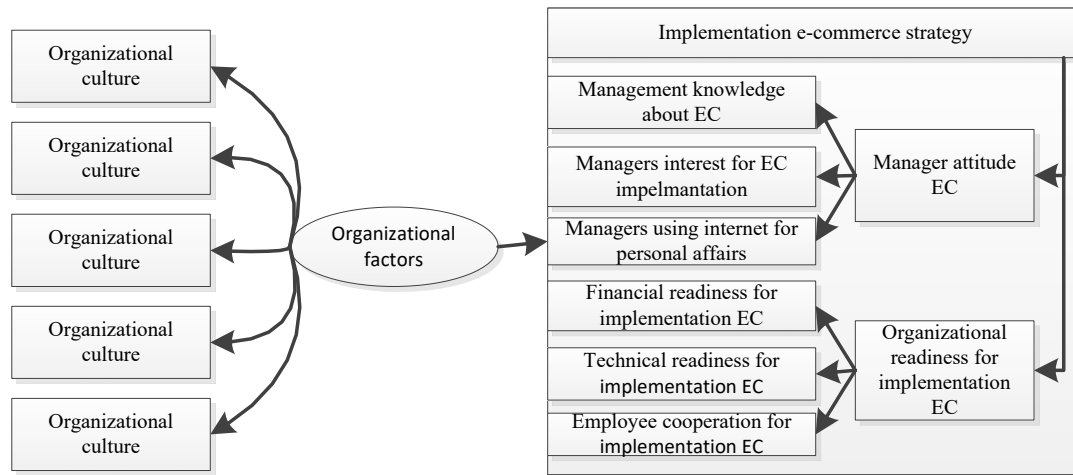 Organizational
culture
Organizational
culture
Organizational
culture
Organizational
culture
Organizational
culture
Organizational
factors
Implementation e-commerce strategy
Management knowledge
about EC
Managers interest for EC
impelmantation
Managers using internet for
personal affairs
Manager attitude
EC
Financial readiness for
implementation EC
Technical readiness for
implementation EC
Employee cooperation for
implementation EC
Organizational
readiness for
implementation
EC